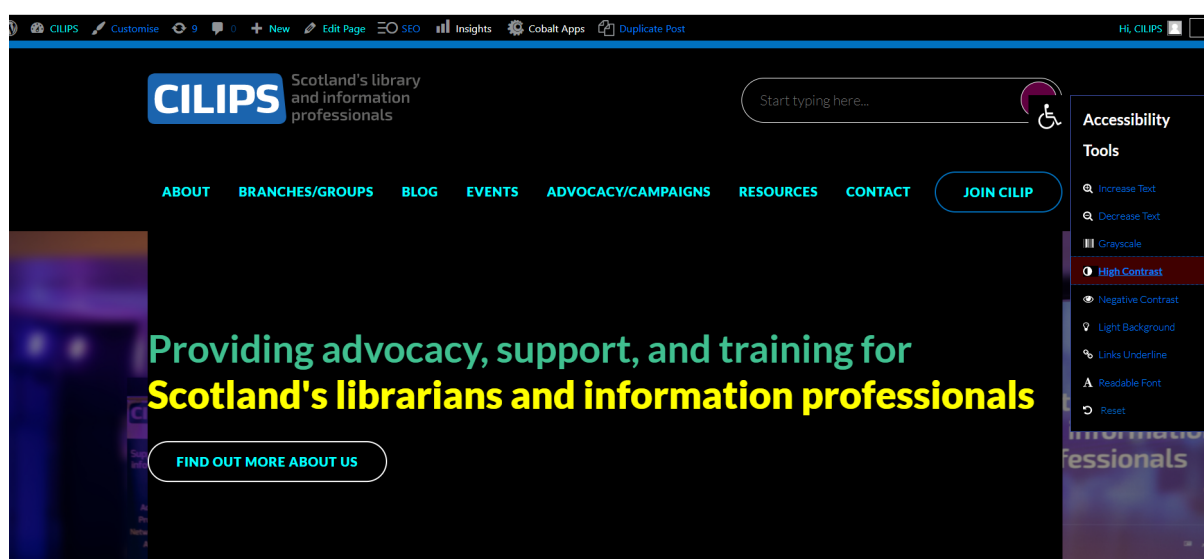 CILIPS Customise 9 0 New Edit Page SEO Insights Cobalt Apps Duplicate Post Hi, CILIPS
CILIPS
Scotland's library
and information
professionals
Start typing here...
ABOUT BRANCHES/GROUPS BLOG EVENTS ADVOCACY/CAMPAIGNS RESOURCES CONTACT JOIN CILIP
Accessibility
Tools
Increase Text
Decrease Text
Grayscale
High Contrast
Negative Contrast
Light Background
Links Underline
Readable Font
Reset
Providing advocacy, support, and training for
Scotland's librarians and information professionals
FIND OUT MORE ABOUT US